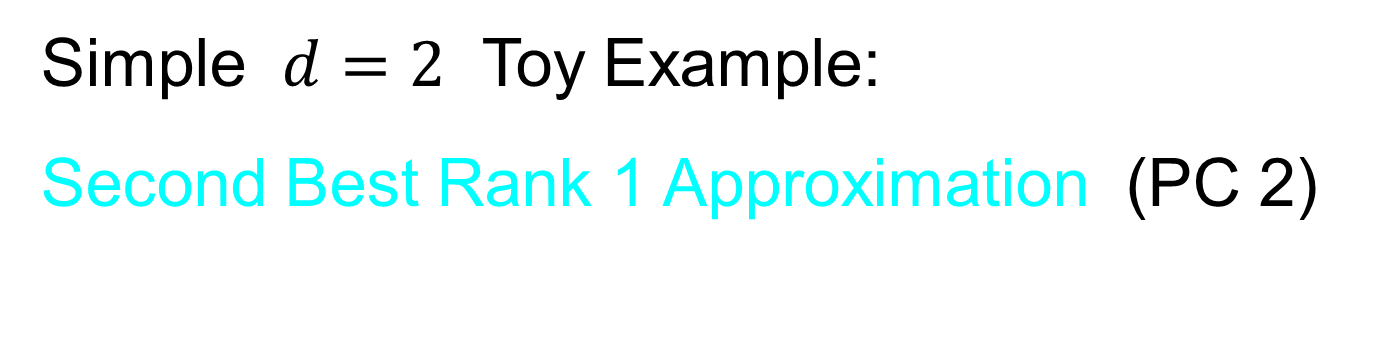 Simple d = 2 Toy Example:
Second Best Rank 1 Approximation (PC 2)